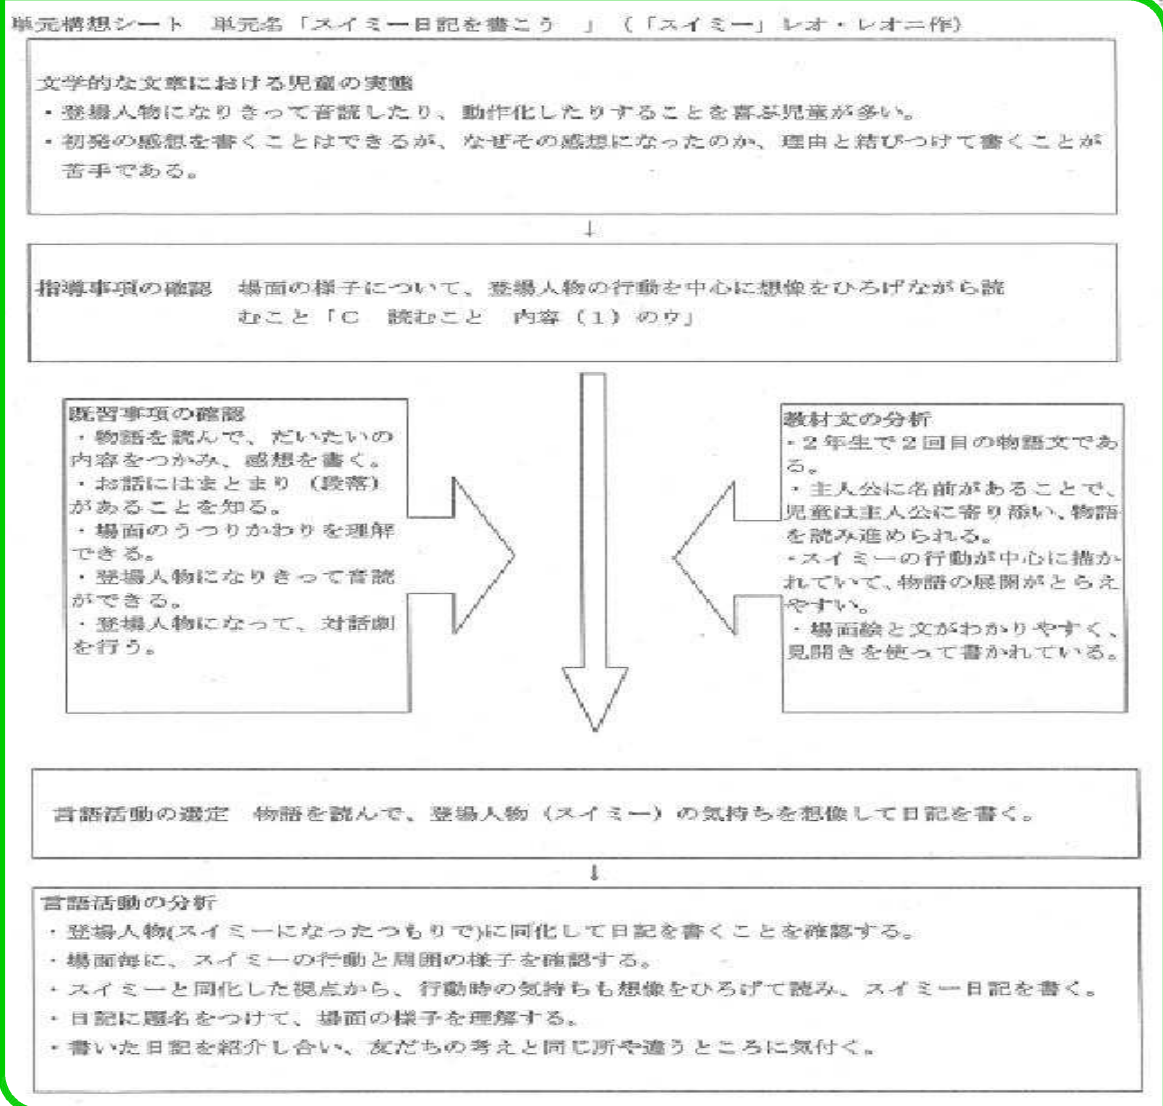 単元構想シート　単元名「スイミー日記を書こう　」（「スイミー」レオ・レオニ作）
文学的な文章における児童の実態
・登場人物になりきって音読したり、動作化したりすることを喜ぶ児童が多い。
・初発の感想を書くことはできるが、なぜその感想になったのか、理由と結びつけて書くことが
苦手である。
↓
指導事項の確認　場面の様子について、登場人物の行動を中心に想像をひろげながら読
むこと「C　読むこと　内容（１）のウ」
既習事項の確認
・物語を読んで、だいたいの
内容をつかみ、感想を書く。
・お話にはまとまり（段落）
があることを知る。
・場面のうつりかわりを理解
できる。
・登場人物になりきって音読
ができる。
・登場人物になって、対話劇
を行う。
教材文の分析
・２年生で２回目の物語文であ
る。
・主人公に名前があることで、
児童は主人公に寄り添い、物語
を読み進められる。
・スイミーの行動が中心に描か
れていて、物語の展開がとらえ
やすい。
・場面絵と文がわかりやすく、
見開きを使って書かれている。
言語活動の選定　物語を読んで、登場人物（スイミー）の気持ちを想像して日記を書く。
↓
言語活動の分析
・登場人物(スイミーになったつもりで)に同化して日記を書くことを確認する。
・場面毎に、スイミーの行動と周囲の様子を確認する。
・スイミーと同化した視点から、行動時の気持ちも想像をひろげて読み、スイミー日記を書く。
・日記に題名をつけて、場面の様子を理解する。
・書いた日記を紹介し合い、友だちの考えと同じ所や違うところに気付く。